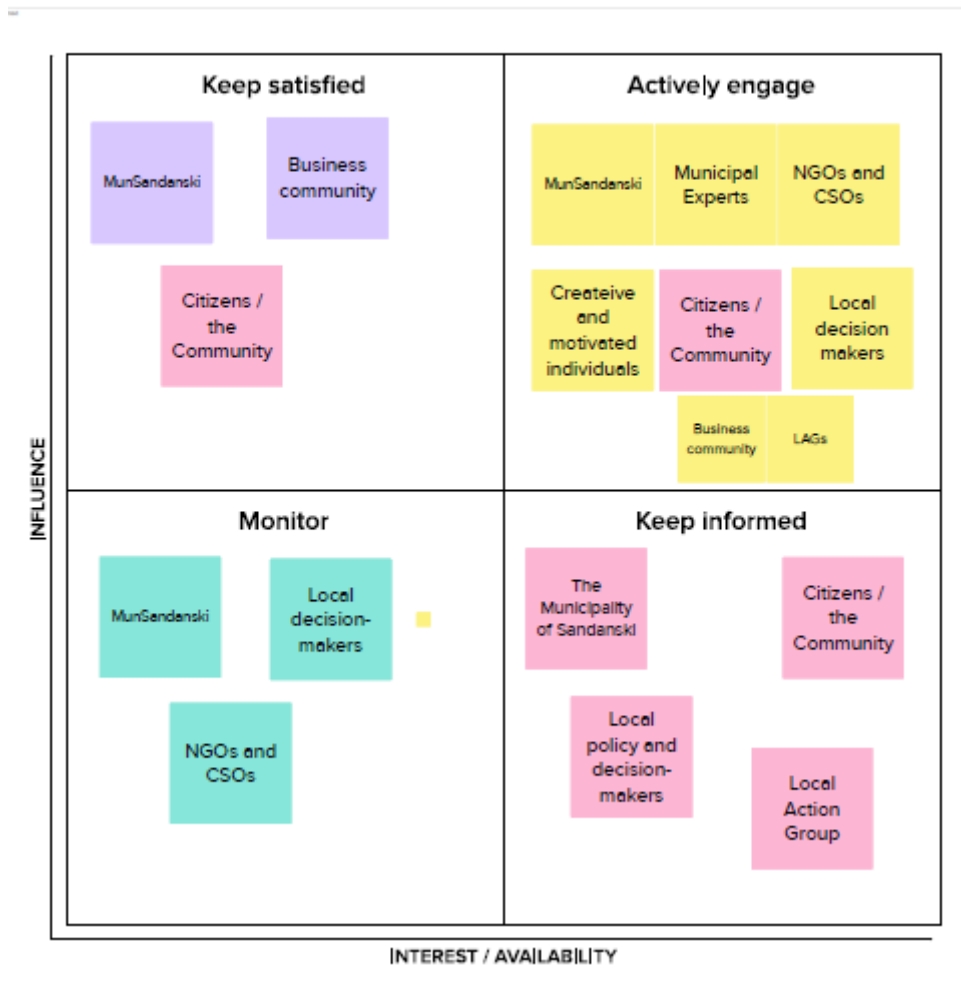 Keep satisfied
MunSandanski
Business
community
Citizens /
the
Community
Actively engage
MunSandanski
Municipal
Experts
NGOs and
CSOs
Createive
and
motivated
individuals
Citizens /
the
Community
Local
decision
makers
Business
community
LAGs
INFLUENCE
Monitor
MunSandanski
Local
decision-
makers
NGOs and
CSOs
Keep informed
The
Municipality
of Sandanski
Citizens /
the
Community
Local
policy and
decision-
makers
Local
Action
Group
INTEREST / AVAILABILITY